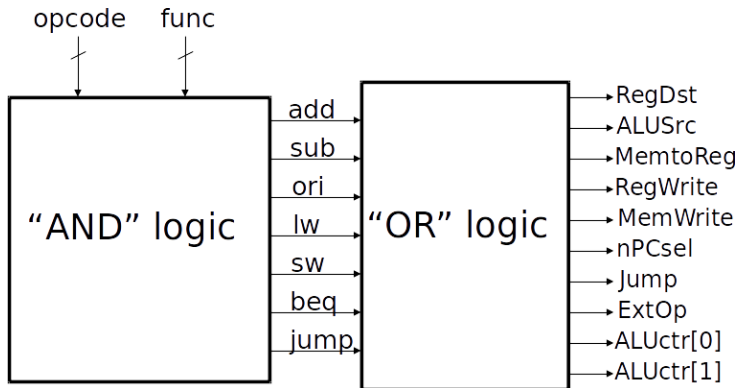 opcode func
“AND” logic
add
sub
ori
lw
sw
beq
jump
“OR” logic
RegDst
ALUSrc
MemtoReg
RegWrite
MemWrite
nPCsel
Jump
ExtOp
ALUctr[0]
ALUctr[1]